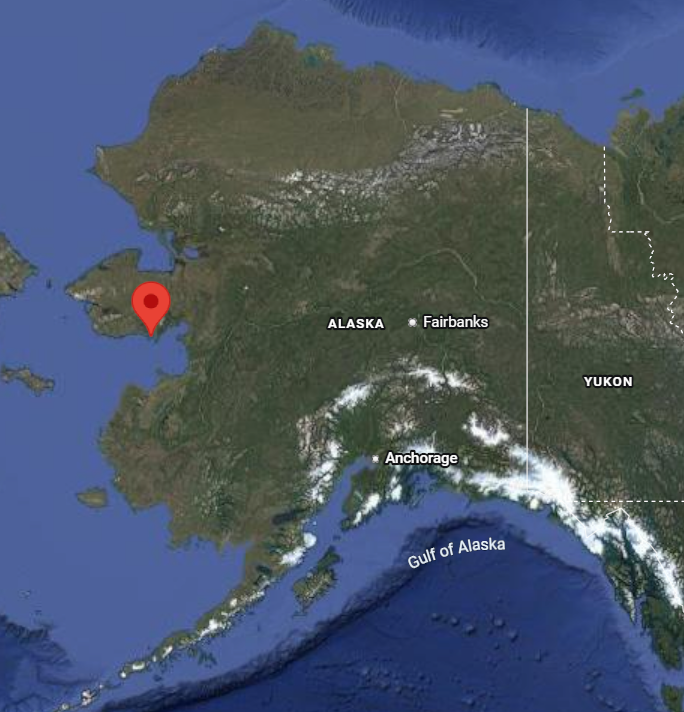 ALASKA
Fairbanks
YUKON
Anchorage
Gulf of Alaska